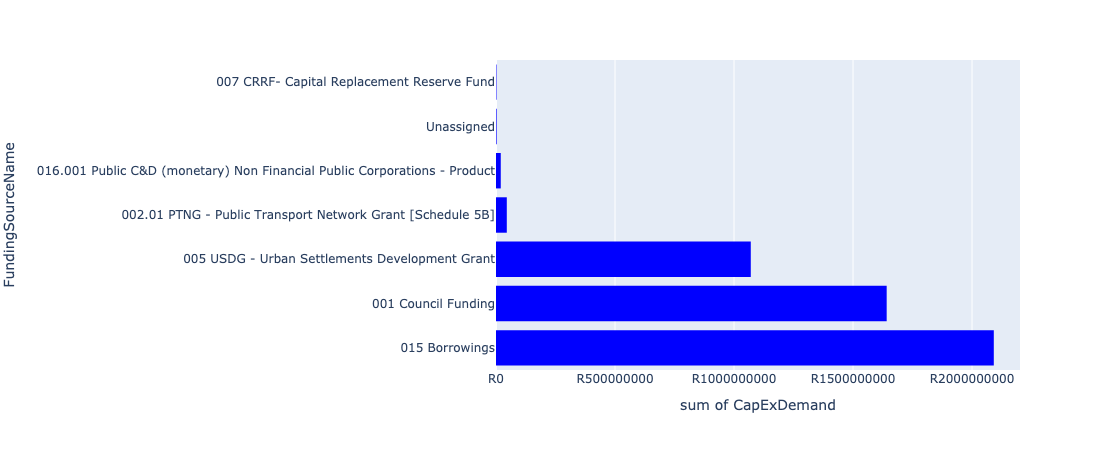 FundingSourceName
007 CRRF- Capital Replacement Reserve Fund
Unassigned
016.001 Public C&D (monetary) Non Financial Public Corporations - Product
002.01 PTNG - Public Transport Network Grant [Schedule 5B]
005 USDG - Urban Settlements Development Grant
001 Council Funding
015 Borrowings
R0 R500000000 R1000000000 R1500000000 R2000000000
sum of CapExDemand